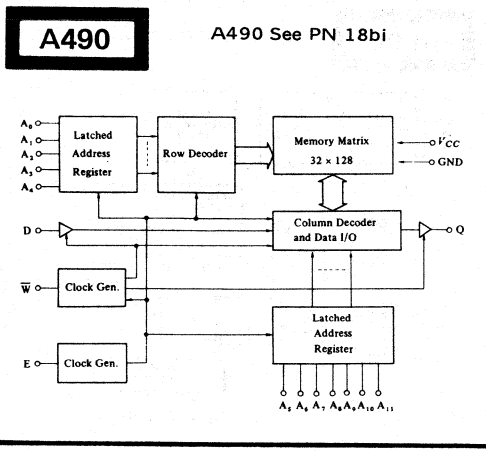 A490
A490 See PN 18bi
A₀
A₁
A₂
A₃
A₄
Latched
Address
Register
Row Decoder
Memory Matrix
32 × 128
VCC
GND
D
Column Decoder
and Data I/O
Q
W̅
Clock Gen.
Latched
Address
Register
E
Clock Gen.
A₅ A₆ A₇ A₈ A₉ A₁₀ A₁₁